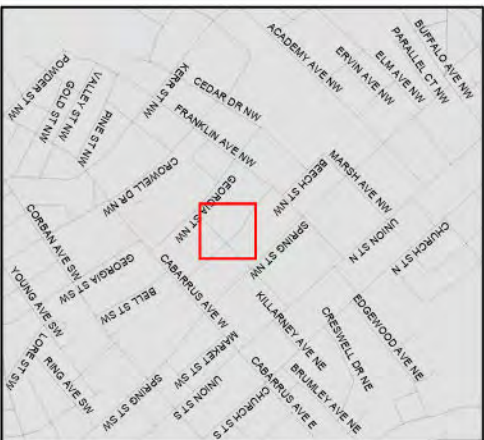 BUFFALO AVE NW
PARALLEL CT NW
ELM AVE NW
ERVIN AVE NW
ACADEMY AVE NW
POWDER ST NW
VALLEY ST NW
GOLD ST NW
PINE ST NW
KERR ST NW
CEDAR DR NW
FRANKLIN AVE NW
CROWELL DR NW
GEORGIA ST NW
BEECH ST NW
MARSH AVE NW
CORBAN AVE SW
SPRING ST NW
UNION ST N
CHURCH ST N
YOUNG AVE SW
GEORGIA ST SW
BELL ST SW
CABARRUS AVE W
KILLARNEY AVE NE
EDGEWOOD AVE NE
CRESWELL DR NE
LORE ST SW
RING AVE SW
MARKET ST SW
SPRING ST SW
UNION ST S
CHURCH ST S
CABARRUS AVE E
BRUMLEY AVE NE